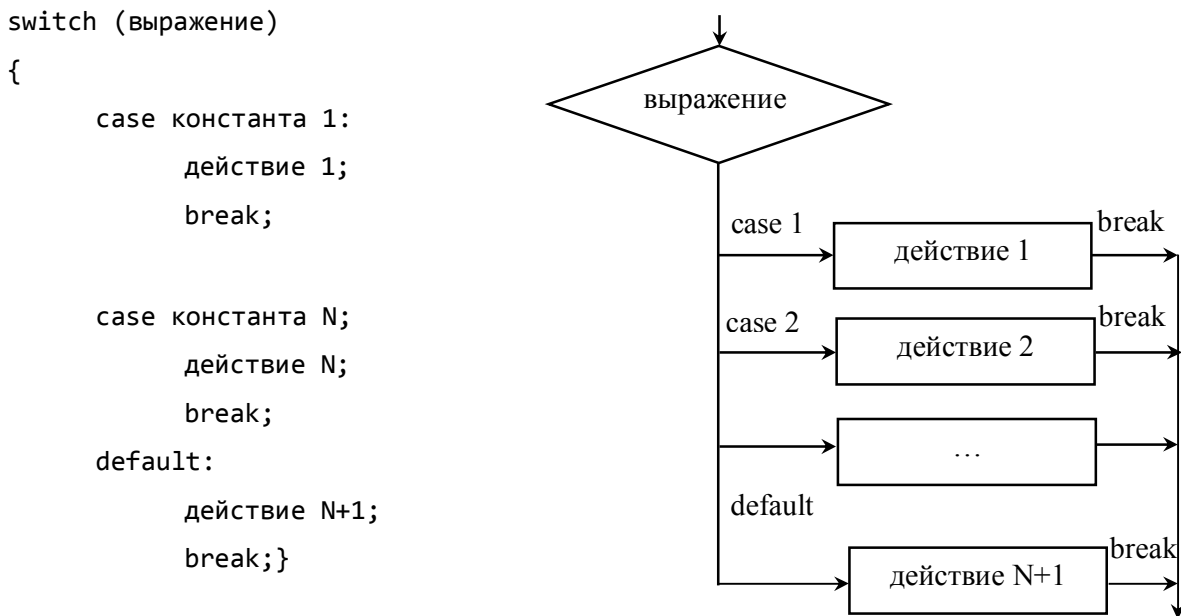 switch (выражение)
{
case константа 1:
действие 1;
break;
case константа N;
действие N;
break;
default:
действие N+1;
break;}
выражение
case 1
действие 1
break
case 2
действие 2
break
…
default
действие N+1
break